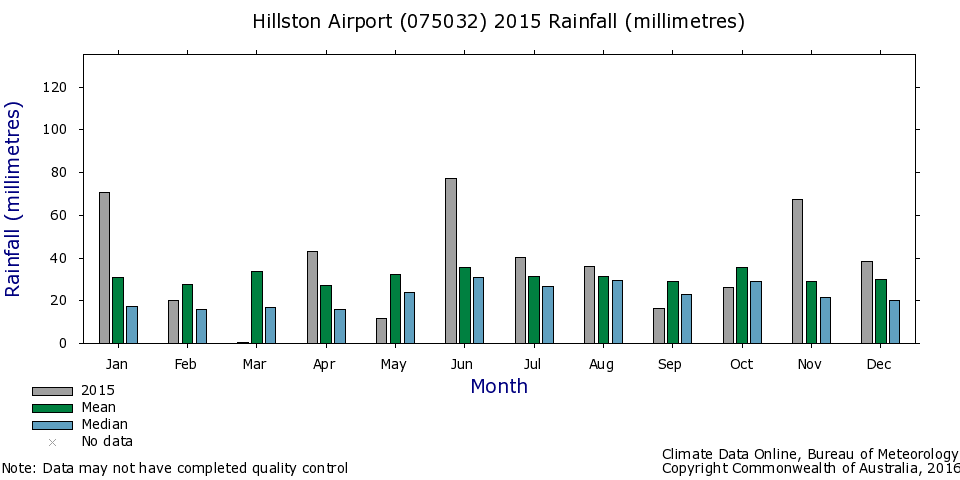 Hillston Airport (075032) 2015 Rainfall (millimetres)
Rainfall (millimetres)
120
100
80
60
40
20
0
Jan Feb Mar Apr May Jun Jul Aug Sep Oct Nov Dec
Month
2015
Mean
Median
No data
Note: Data may not have completed quality control
Climate Data Online, Bureau of Meteorology
Copyright Commonwealth of Australia, 2016